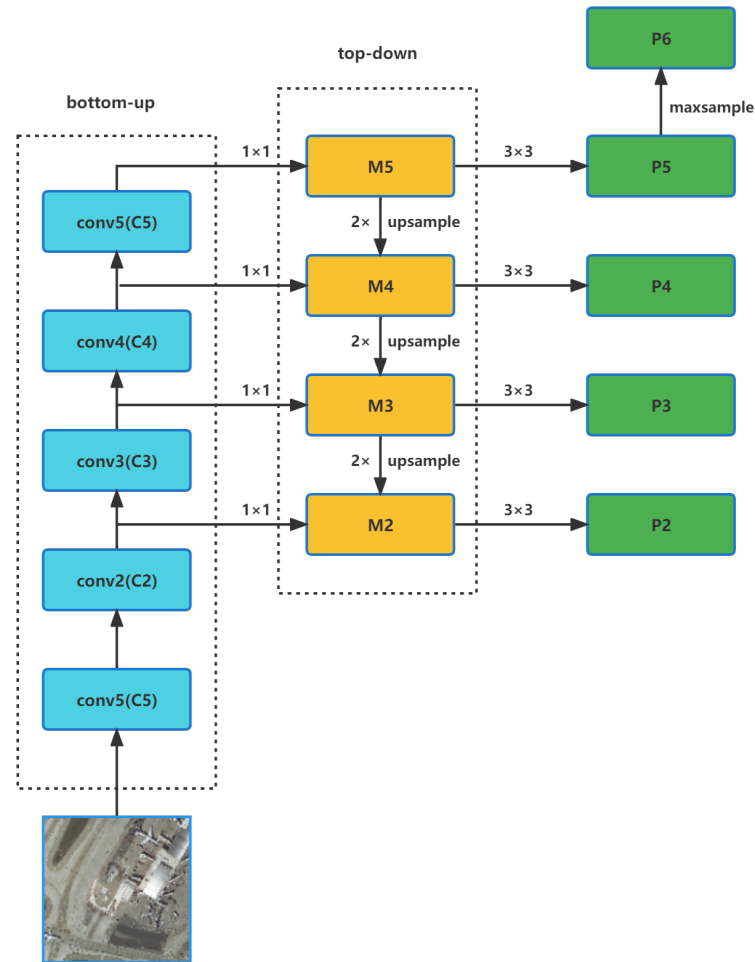 P6
top-down
maxsample
bottom-up
1×1
M5
3×3
P5
conv5(C5)
2× upsample
1×1
M4
3×3
P4
conv4(C4)
2× upsample
1×1
M3
3×3
P3
conv3(C3)
2× upsample
1×1
M2
3×3
P2
conv2(C2)
conv5(C5)